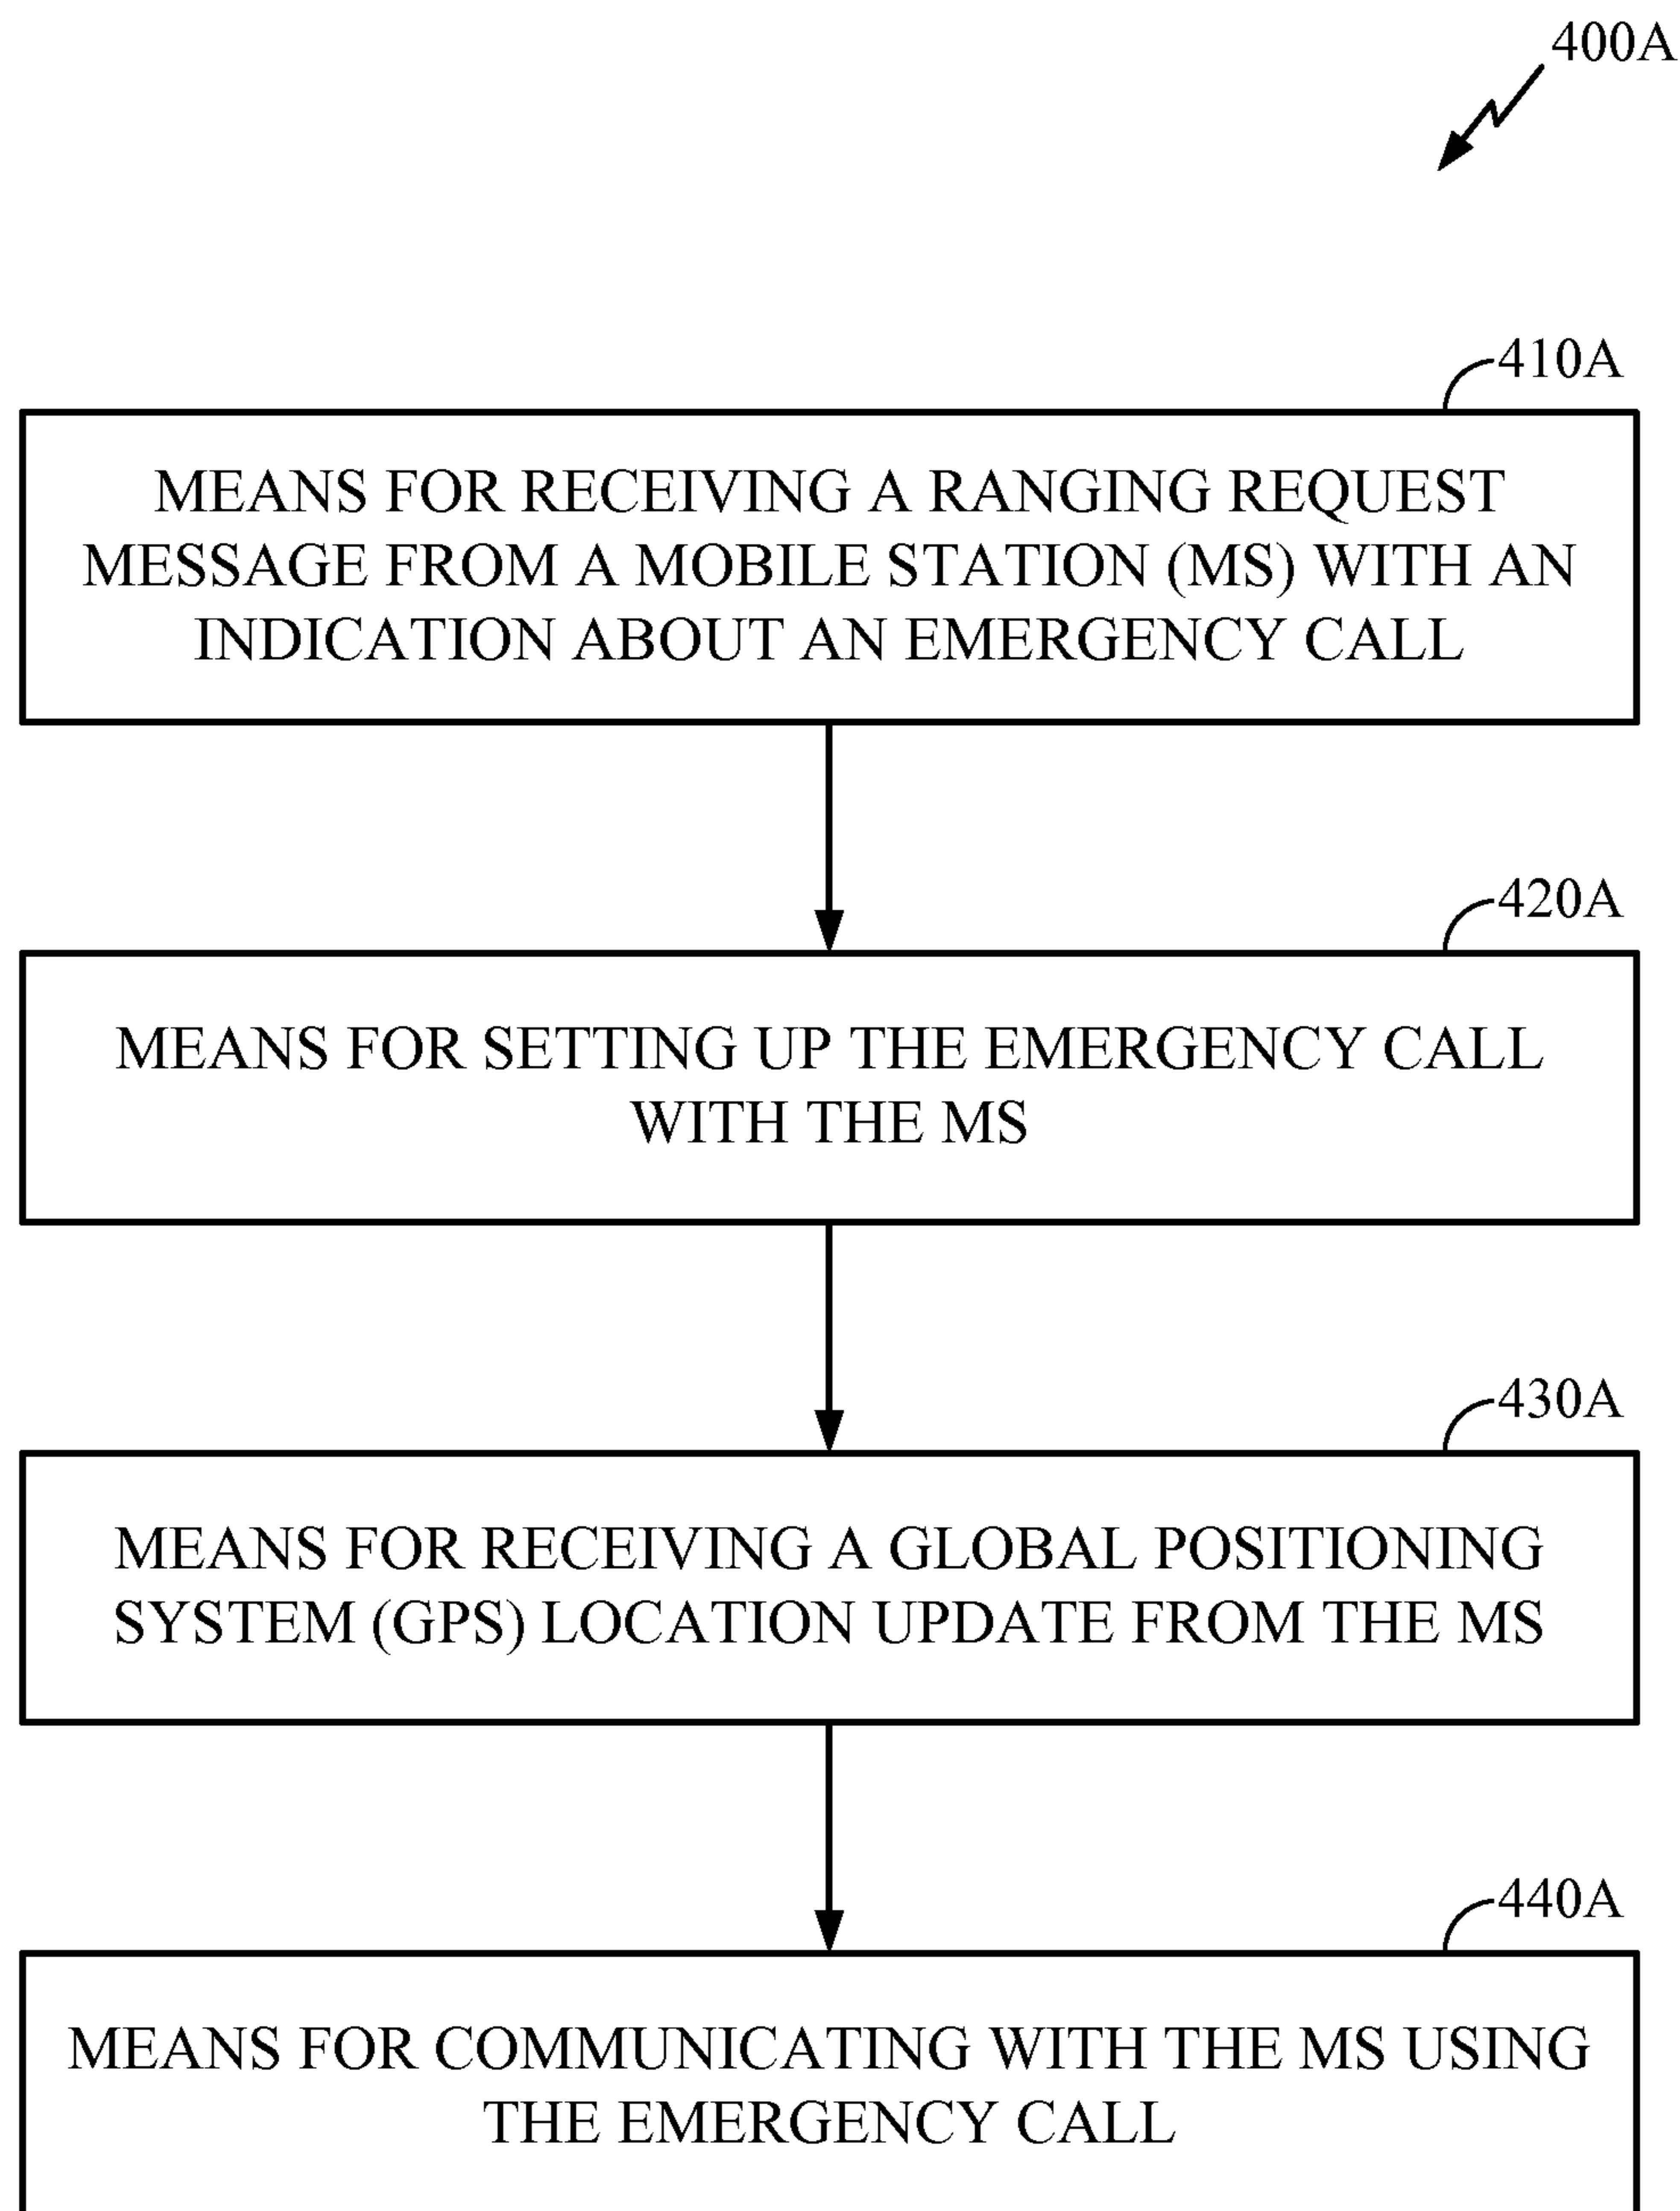 400A
410A
MEANS FOR RECEIVING A RANGING REQUEST
MESSAGE FROM A MOBILE STATION (MS) WITH AN
INDICATION ABOUT AN EMERGENCY CALL
420A
MEANS FOR SETTING UP THE EMERGENCY CALL
WITH THE MS
430A
MEANS FOR RECEIVING A GLOBAL POSITIONING
SYSTEM (GPS) LOCATION UPDATE FROM THE MS
440A
MEANS FOR COMMUNICATING WITH THE MS USING
THE EMERGENCY CALL